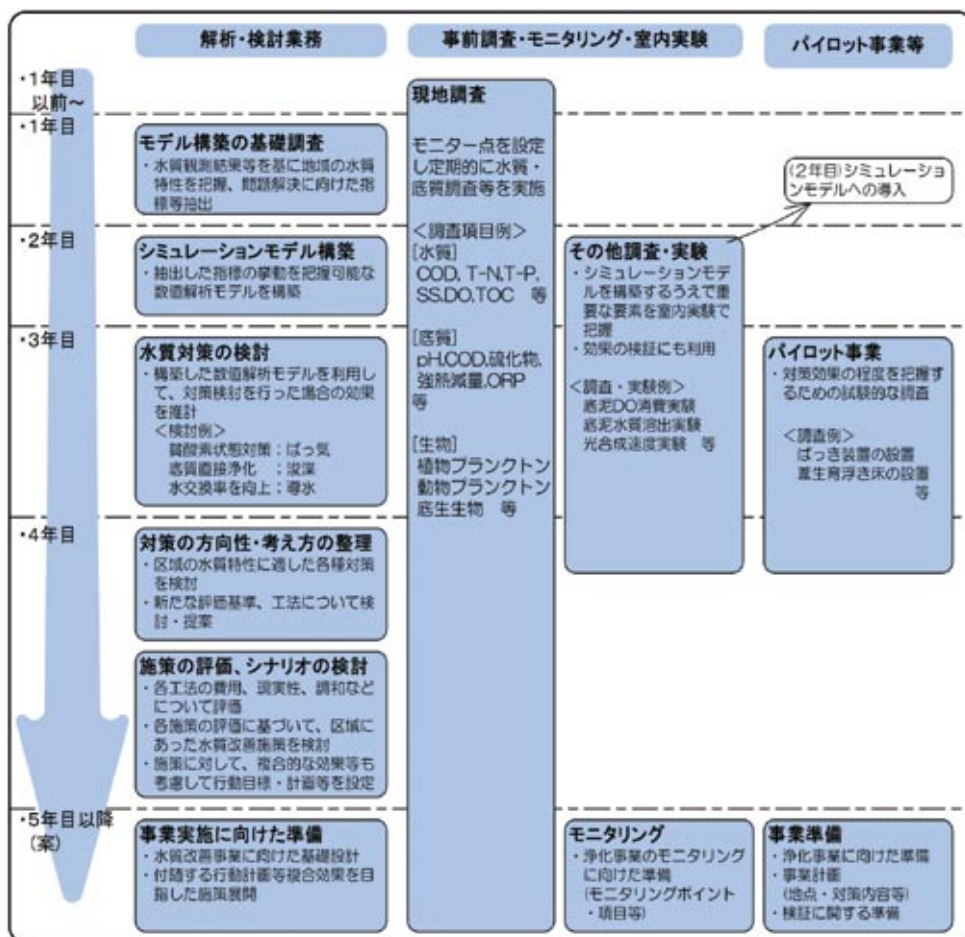 解析・検討業務
事前調査・モニタリング・室内実験
パイロット事業等
・1年目
以前～
・1年目
・2年目
・3年目
・4年目
・5年目以降
(案)
モデル構築の基礎調査
・水質観測結果等を基に地域の水質
特性を把握、問題解決に向けた指
標等抽出
シミュレーションモデル構築
・抽出した指標の挙動を把握可能な
数値解析モデルを構築
水質対策の検討
・構築した数値解析モデルを利用し
て、対策検討を行った場合の効果
を推計
＜検討例＞
貧酸素状態対策：ばっ気
底質直接浄化　：浚渫
水交換率を向上：導水
対策の方向性・考え方の整理
・区域の水質特性に適した各種対策
を検討
・新たな評価基準、工法について検
討・提案
施策の評価、シナリオの検討
・各工法の費用、現実性、調和など
について評価
・各施策の評価に基づいて、区域に
あった水質改善施策を検討
・施策に対して、複合的な効果等も
考慮して行動目標・計画等を設定
事業実施に向けた準備
・水質改善事業に向けた基礎設計
・付随する行動計画等複合効果を目
指した施策展開
現地調査
モニター点を設定
し定期的に水質・
底質調査等を実施
＜調査項目例＞
[水質]
COD, T-N,T-P,
SS,DO,TOC　等
[底質]
pH,COD,硫化物,
強熱減量,ORP
等
[生物]
植物プランクトン
動物プランクトン
底生生物　等
(2年目)シミュレーショ
ンモデルへの導入
その他調査・実験
・シミュレーションモデ
ルを構築するうえで重
要な要素を室内実験で
把握
・効果の検証にも利用
＜調査・実験例＞
底泥DO消費実験
底泥水質溶出実験
光合成速度実験　等
モニタリング
・浄化事業のモニタリング
に向けた準備
(モニタリングポイント
・項目等)
パイロット事業
・対策効果の程度を把握す
るための試験的な調査
＜調査例＞
ばっき装置の設置
藻生育浮き床の設置
等
事業準備
・浄化事業に向けた準備
・事業計画
(地点・対策内容等)
・検証に関する準備